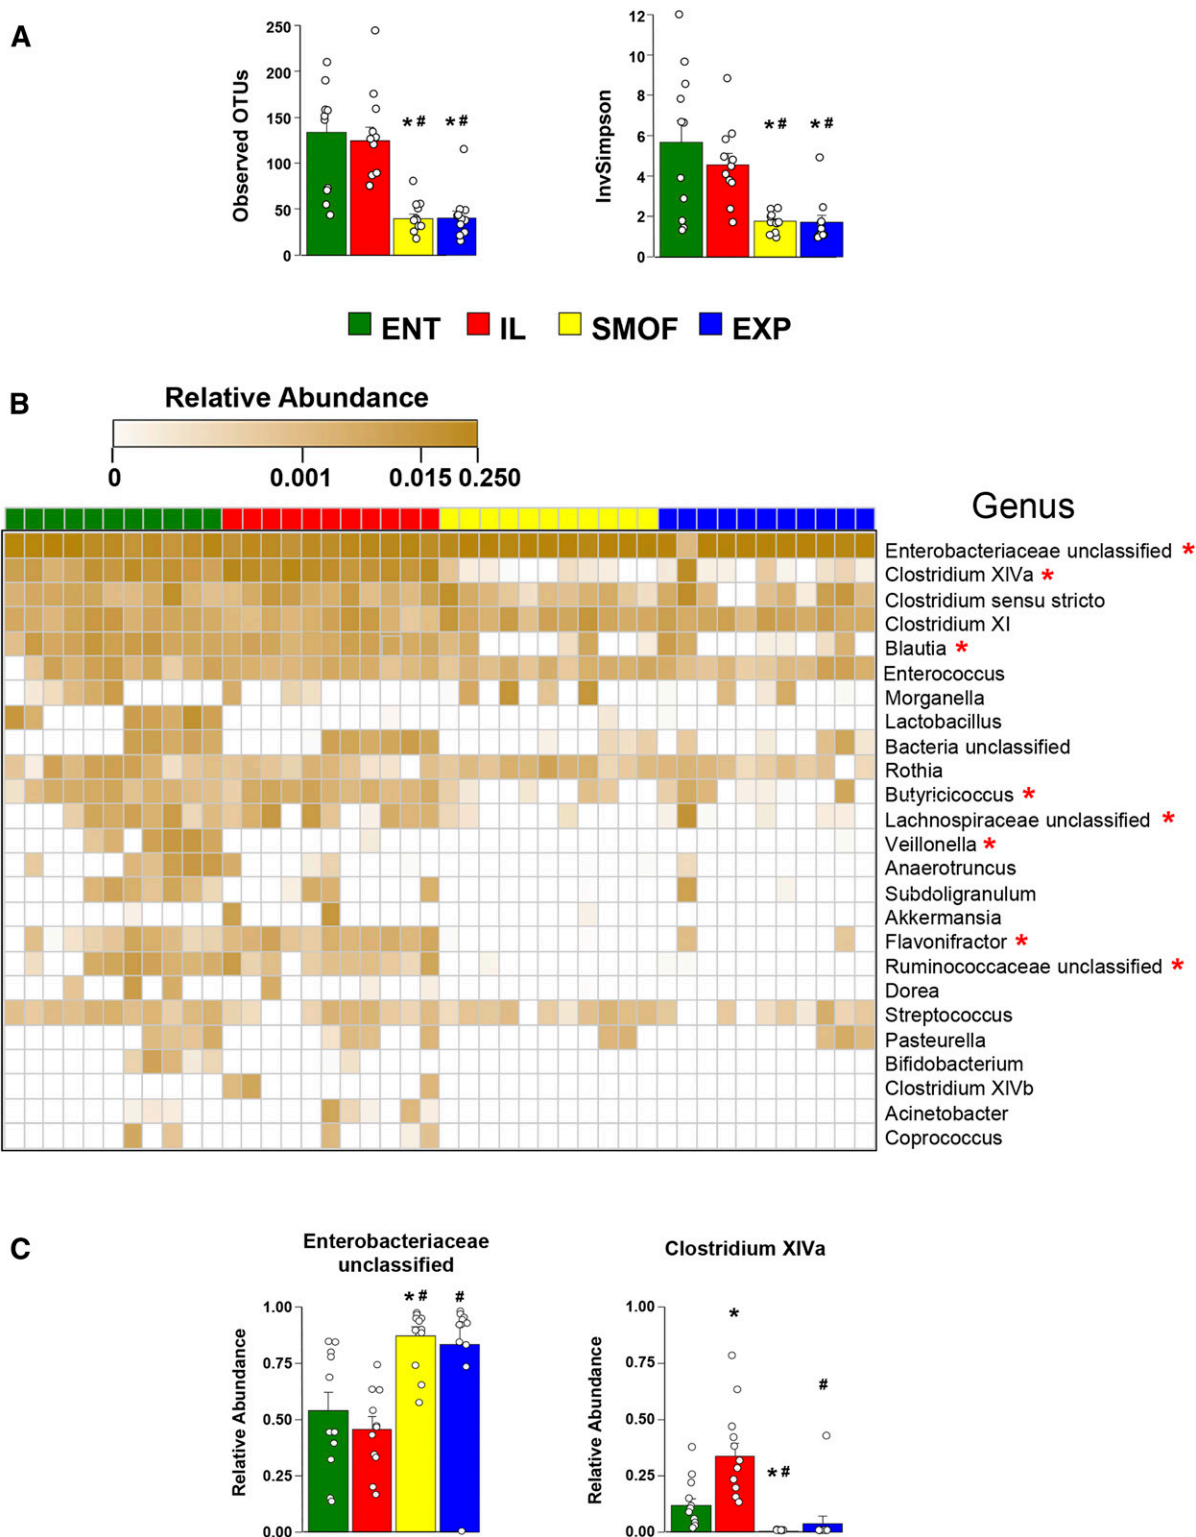 A
Observed OTUs
250
200
150
100
50
0
* #
* #
InvSimpson
12
10
8
6
4
2
0
* #
* #
ENT IL SMOF EXP
B
Relative Abundance
0 0.001 0.015 0.250
Genus
Enterobacteriaceae unclassified *
Clostridium XIVa *
Clostridium sensu stricto
Clostridium XI
Blautia *
Enterococcus
Morganella
Lactobacillus
Bacteria unclassified
Rothia
Butyricicoccus *
Lachnospiraceae unclassified *
Veillonella *
Anaerotruncus
Subdoligranulum
Akkermansia
Flavonifractor *
Ruminococcaceae unclassified *
Dorea
Streptococcus
Pasteurella
Bifidobacterium
Clostridium XIVb
Acinetobacter
Coprococcus
C
Enterobacteriaceae
unclassified
Relative Abundance
1.00
0.75
0.50
0.25
0.00
* #
#
Clostridium XIVa
Relative Abundance
1.00
0.75
0.50
0.25
0.00
*
* #
#